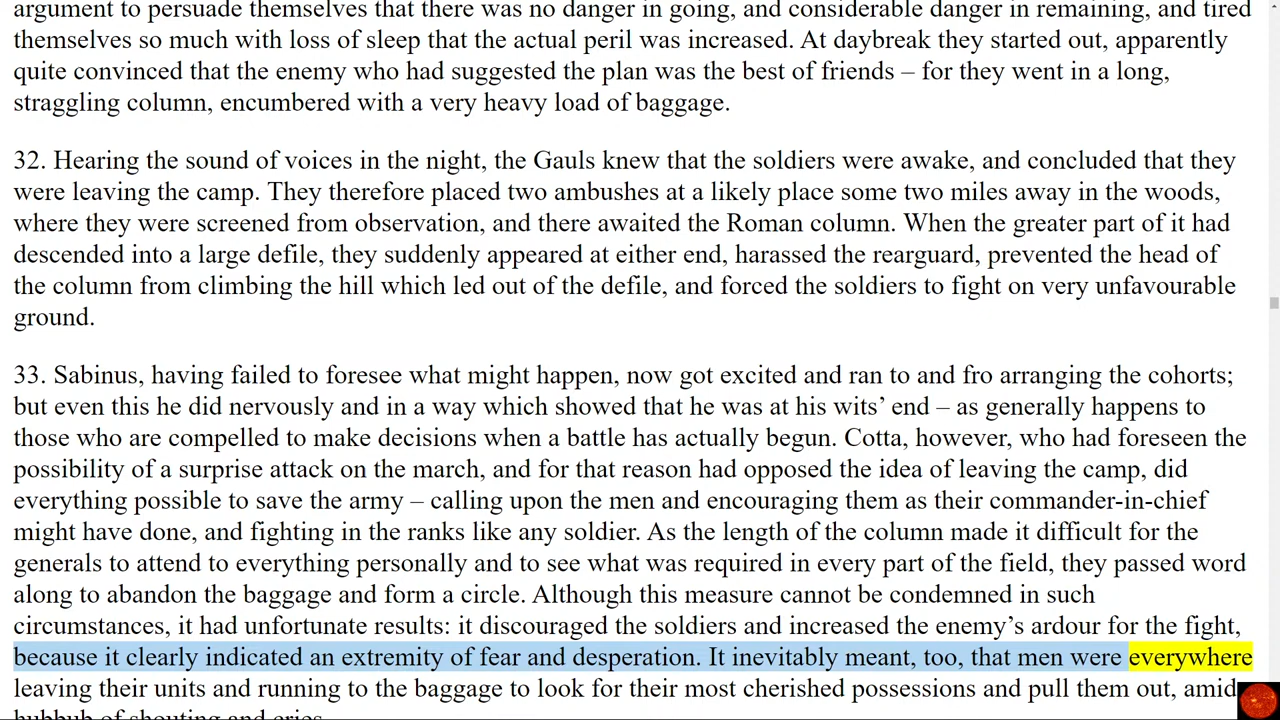 argument to persuade themselves that there was no danger in going, and considerable danger in remaining, and tired
themselves so much with loss of sleep that the actual peril was increased. At daybreak they started out, apparently
quite convinced that the enemy who had suggested the plan was the best of friends – for they went in a long,
straggling column, encumbered with a very heavy load of baggage.
32. Hearing the sound of voices in the night, the Gauls knew that the soldiers were awake, and concluded that they
were leaving the camp. They therefore placed two ambushes at a likely place some two miles away in the woods,
where they were screened from observation, and there awaited the Roman column. When the greater part of it had
descended into a large defile, they suddenly appeared at either end, harassed the rearguard, prevented the head of
the column from climbing the hill which led out of the defile, and forced the soldiers to fight on very unfavourable
ground.
33. Sabinus, having failed to foresee what might happen, now got excited and ran to and fro arranging the cohorts;
but even this he did nervously and in a way which showed that he was at his wits’ end – as generally happens to
those who are compelled to make decisions when a battle has actually begun. Cotta, however, who had foreseen the
possibility of a surprise attack on the march, and for that reason had opposed the idea of leaving the camp, did
everything possible to save the army – calling upon the men and encouraging them as their commander-in-chief
might have done, and fighting in the ranks like any soldier. As the length of the column made it difficult for the
generals to attend to everything personally and to see what was required in every part of the field, they passed word
along to abandon the baggage and form a circle. Although this measure cannot be condemned in such
circumstances, it had unfortunate results: it discouraged the soldiers and increased the enemy’s ardour for the fight,
because it clearly indicated an extremity of fear and desperation. It inevitably meant, too, that men were everywhere
leaving their units and running to the baggage to look for their most cherished possessions and pull them out, amid
hubbub of shouting and cries.